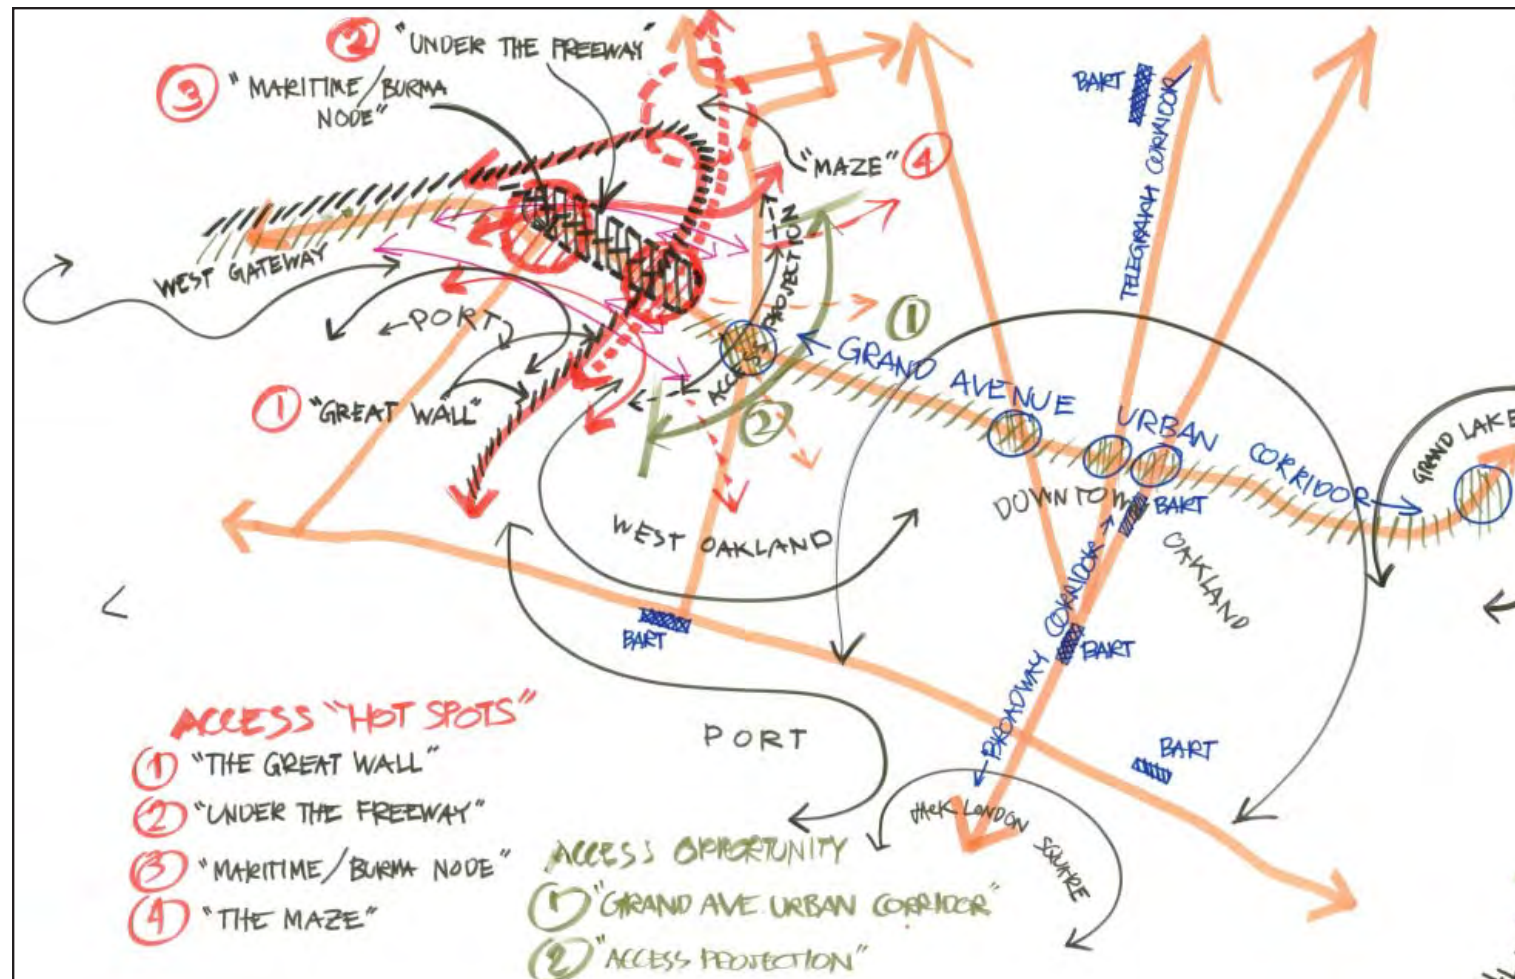 ② "UNDER THE FREEWAY"
③ "MARITIME/BURMA
NODE"
"MAZE" ④
BART
TELEGRAPH CORRIDOR
WEST GATEWAY
PORT
ACCESS PROJECTION
①
GRAND AVENUE
URBAN CORRIDOR
① "GREAT WALL"
②
GRAND LAKE
DOWNTOWN
OAKLAND
BART
WEST OAKLAND
BROADWAY CORRIDOR
BART
BART
PORT
BART
JACK LONDON SQUARE
ACCESS "HOT SPOTS"
① "THE GREAT WALL"
② "UNDER THE FREEWAY"
③ "MARITIME/BURMA NODE"
④ "THE MAZE"
ACCESS OPPORTUNITY
① "GRAND AVE. URBAN CORRIDOR"
② "ACCESS PROJECTION"